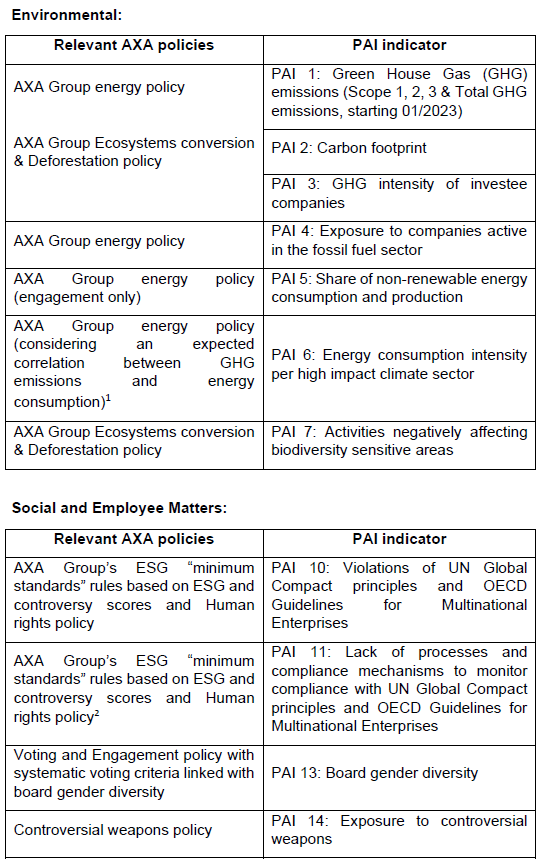 Environmental:
Relevant AXA policies
PAI indicator
AXA Group energy policy
AXA Group Ecosystems conversion
& Deforestation policy
PAI 1: Green House Gas (GHG)
emissions (Scope 1, 2, 3 & Total GHG
emissions, starting 01/2023)
PAI 2: Carbon footprint
PAI 3: GHG intensity of investee
companies
AXA Group energy policy
PAI 4: Exposure to companies active
in the fossil fuel sector
AXA Group energy policy
(engagement only)
PAI 5: Share of non-renewable energy
consumption and production
AXA Group energy policy
(considering an expected
correlation between GHG
emissions and energy
consumption)¹
PAI 6: Energy consumption intensity
per high impact climate sector
AXA Group Ecosystems conversion
& Deforestation policy
PAI 7: Activities negatively affecting
biodiversity sensitive areas
Social and Employee Matters:
Relevant AXA policies
PAI indicator
AXA Group’s ESG “minimum
standards” rules based on ESG and
controversy scores and Human
rights policy
PAI 10: Violations of UN Global
Compact principles and OECD
Guidelines for Multinational
Enterprises
AXA Group’s ESG “minimum
standards” rules based on ESG and
controversy scores and Human
rights policy²
PAI 11: Lack of processes and
compliance mechanisms to monitor
compliance with UN Global Compact
principles and OECD Guidelines for
Multinational Enterprises
Voting and Engagement policy with
systematic voting criteria linked with
board gender diversity
PAI 13: Board gender diversity
Controversial weapons policy
PAI 14: Exposure to controversial
weapons